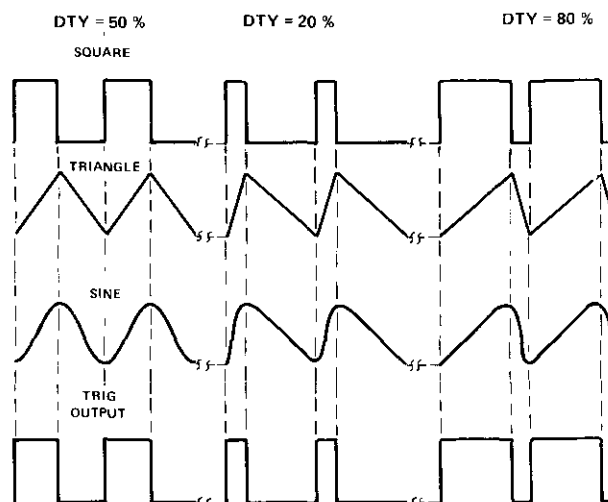 DTY = 50 %
DTY = 20 %
DTY = 80 %
SQUARE
TRIANGLE
SINE
TRIG
OUTPUT